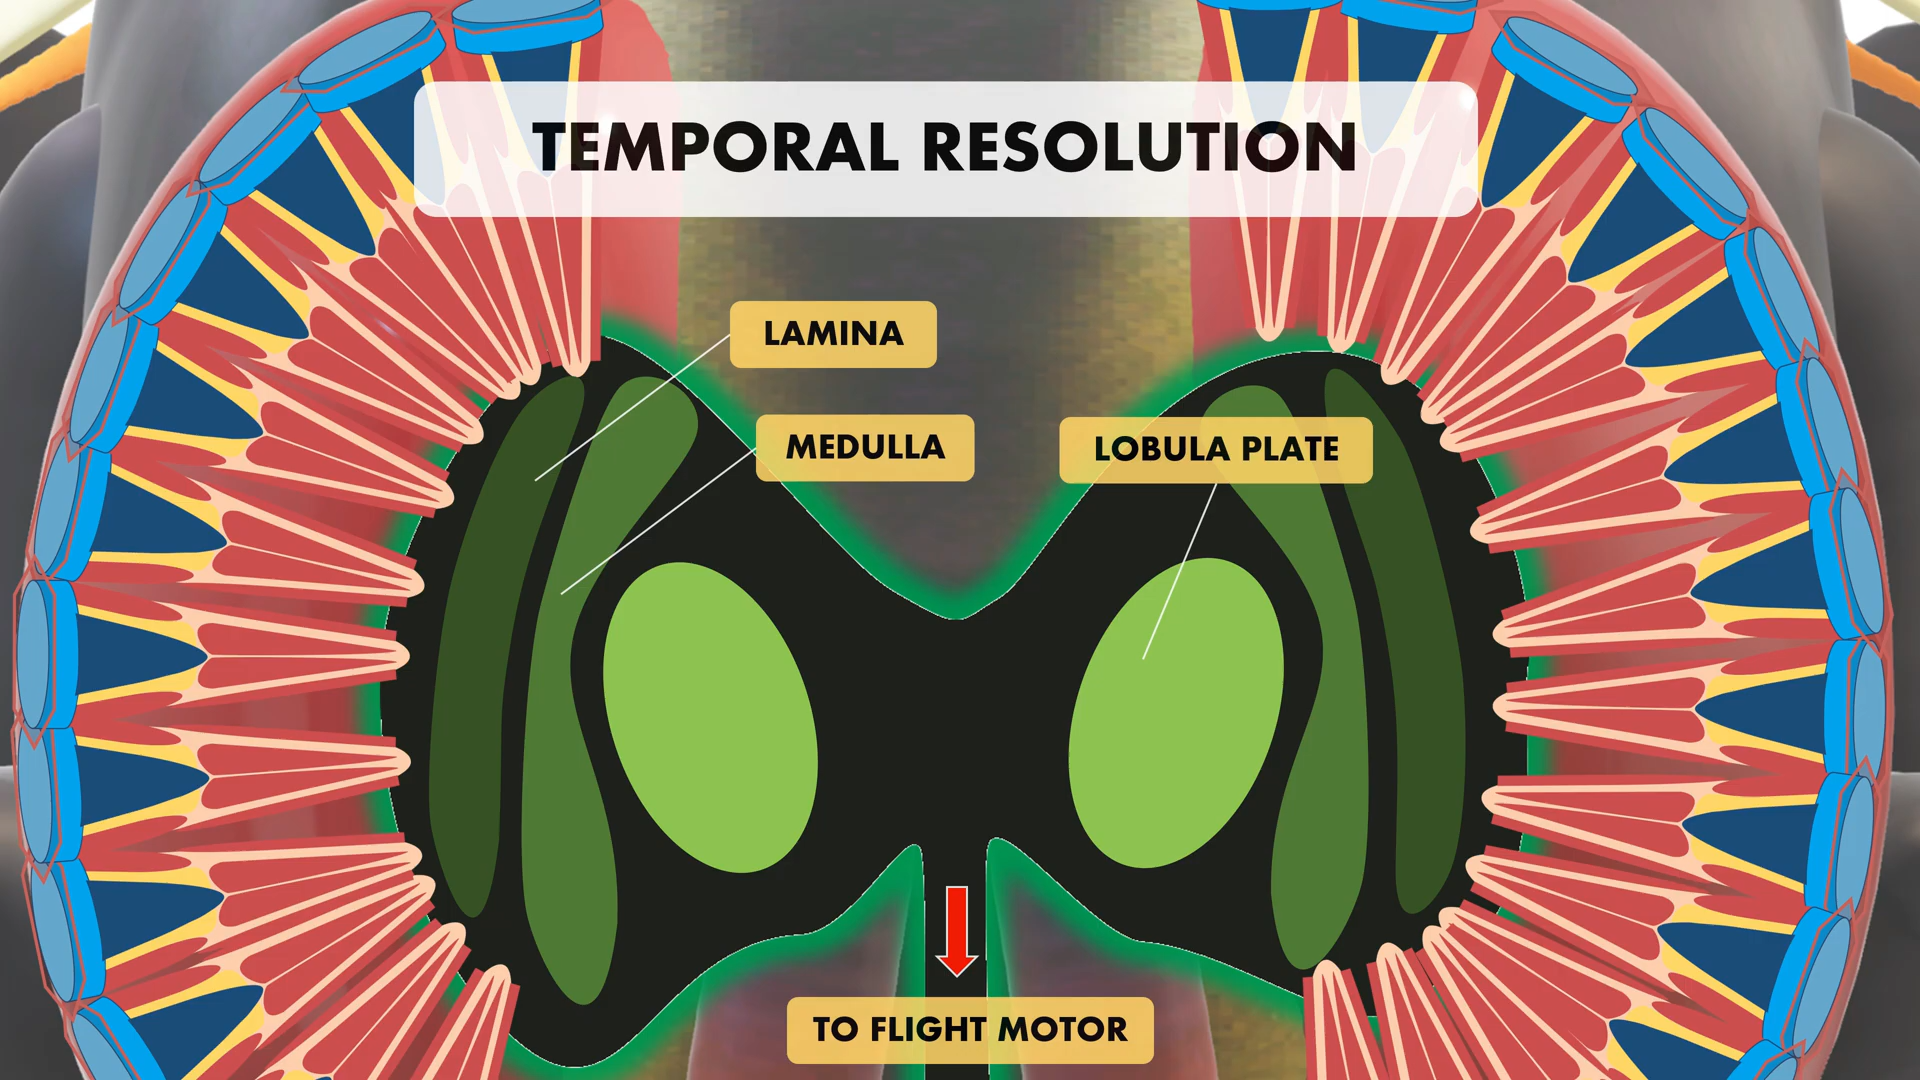 TEMPORAL RESOLUTION
LAMINA
MEDULLA
LOBULA PLATE
TO FLIGHT MOTOR